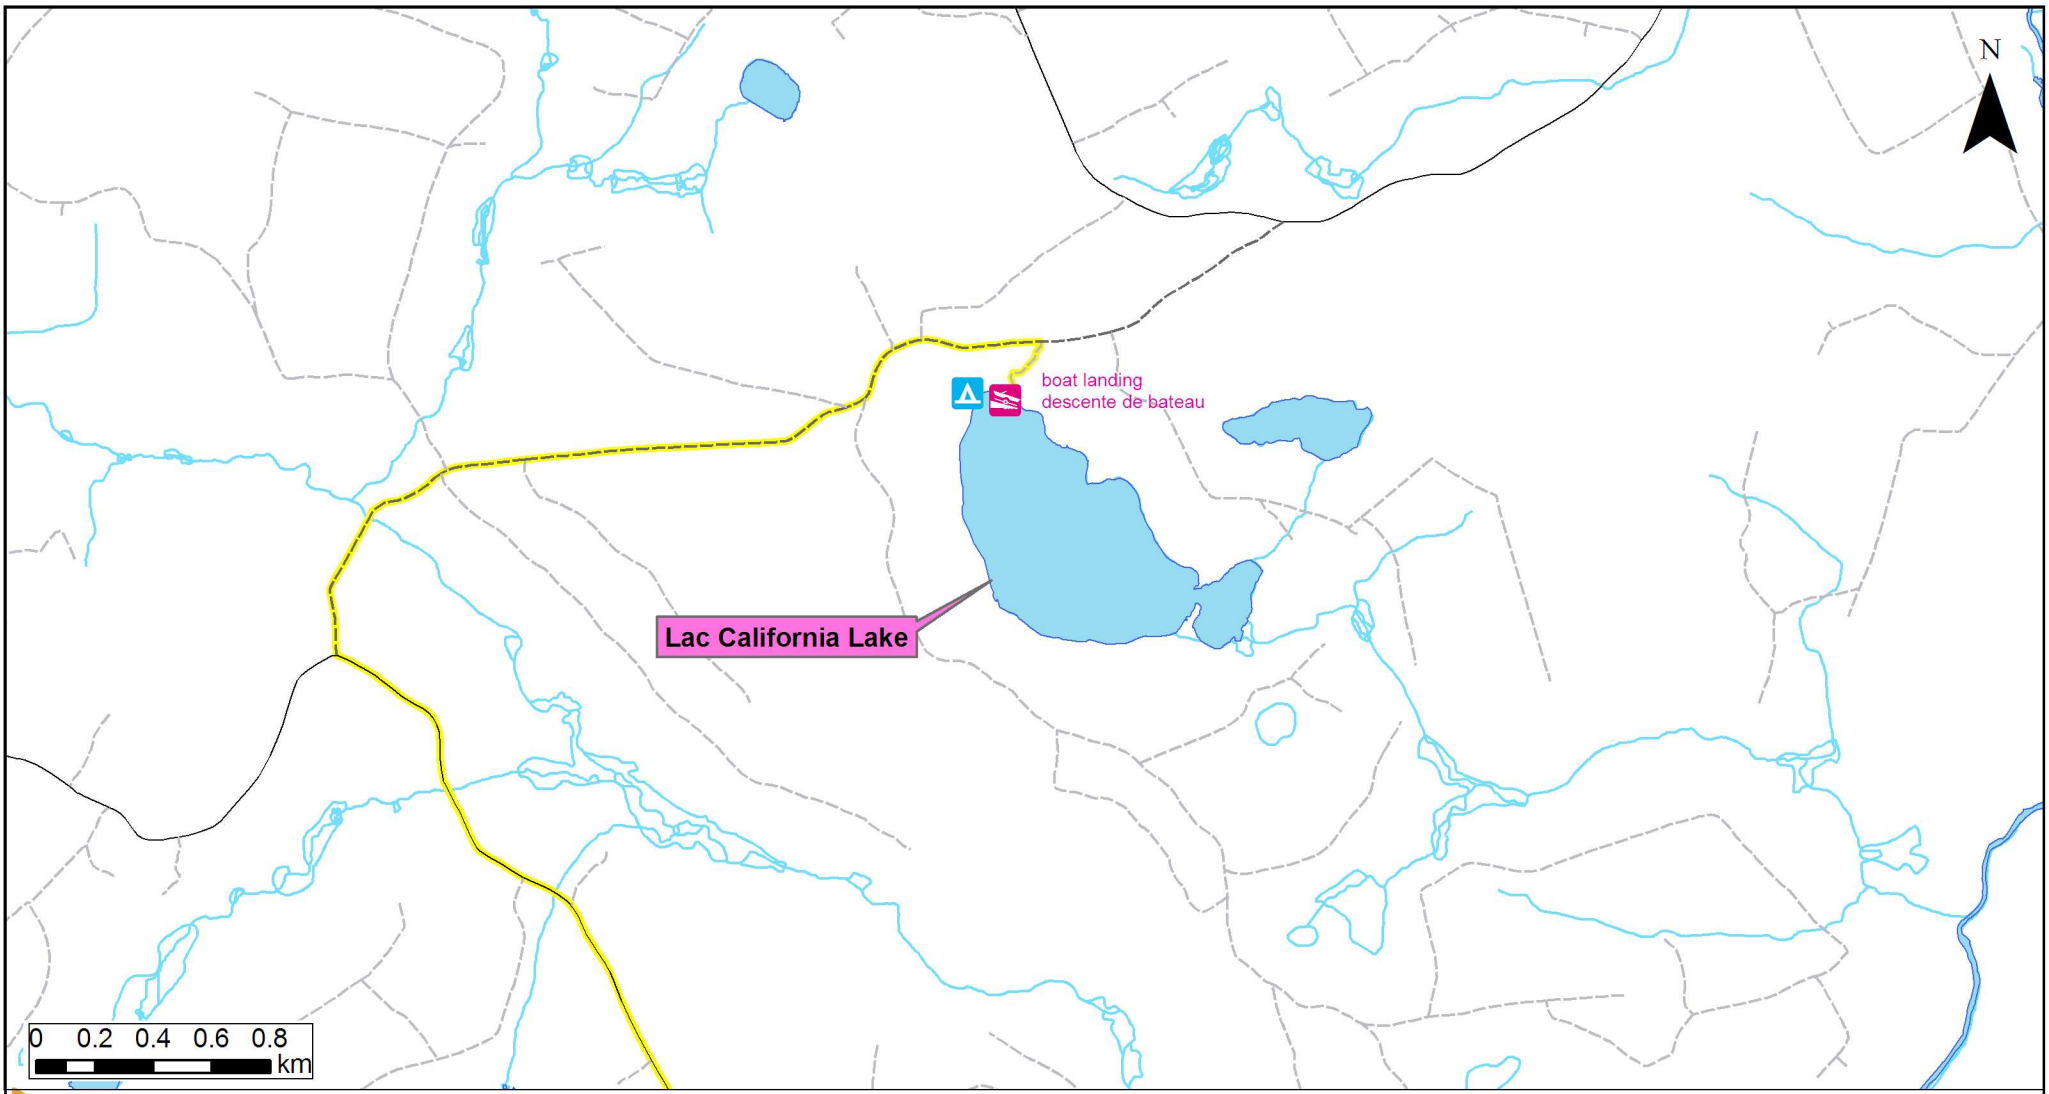 N
boat landing
descente de bateau
Lac California Lake
0 0.2 0.4 0.6 0.8
km